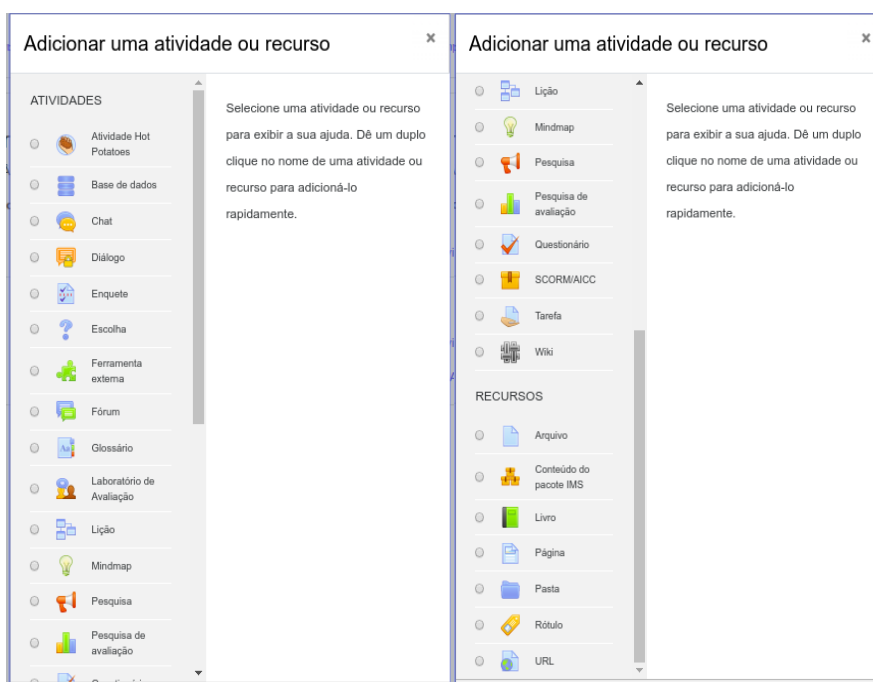 Adicionar uma atividade ou recurso ×
ATIVIDADES
Atividade Hot
Potatoes
Base de dados
Chat
Diálogo
Enquete
Escolha
Ferramenta
externa
Fórum
Glossário
Laboratório de
Avaliação
Lição
Mindmap
Pesquisa
Pesquisa de
avaliação
Selecione uma atividade ou recurso
para exibir a sua ajuda. Dê um duplo
clique no nome de uma atividade ou
recurso para adicioná-lo
rapidamente.
Adicionar uma atividade ou recurso ×
Lição
Mindmap
Pesquisa
Pesquisa de
avaliação
Questionário
SCORM/AICC
Tarefa
Wiki
RECURSOS
Arquivo
Conteúdo do
pacote IMS
Livro
Página
Pasta
Rótulo
URL
Selecione uma atividade ou recurso
para exibir a sua ajuda. Dê um duplo
clique no nome de uma atividade ou
recurso para adicioná-lo
rapidamente.